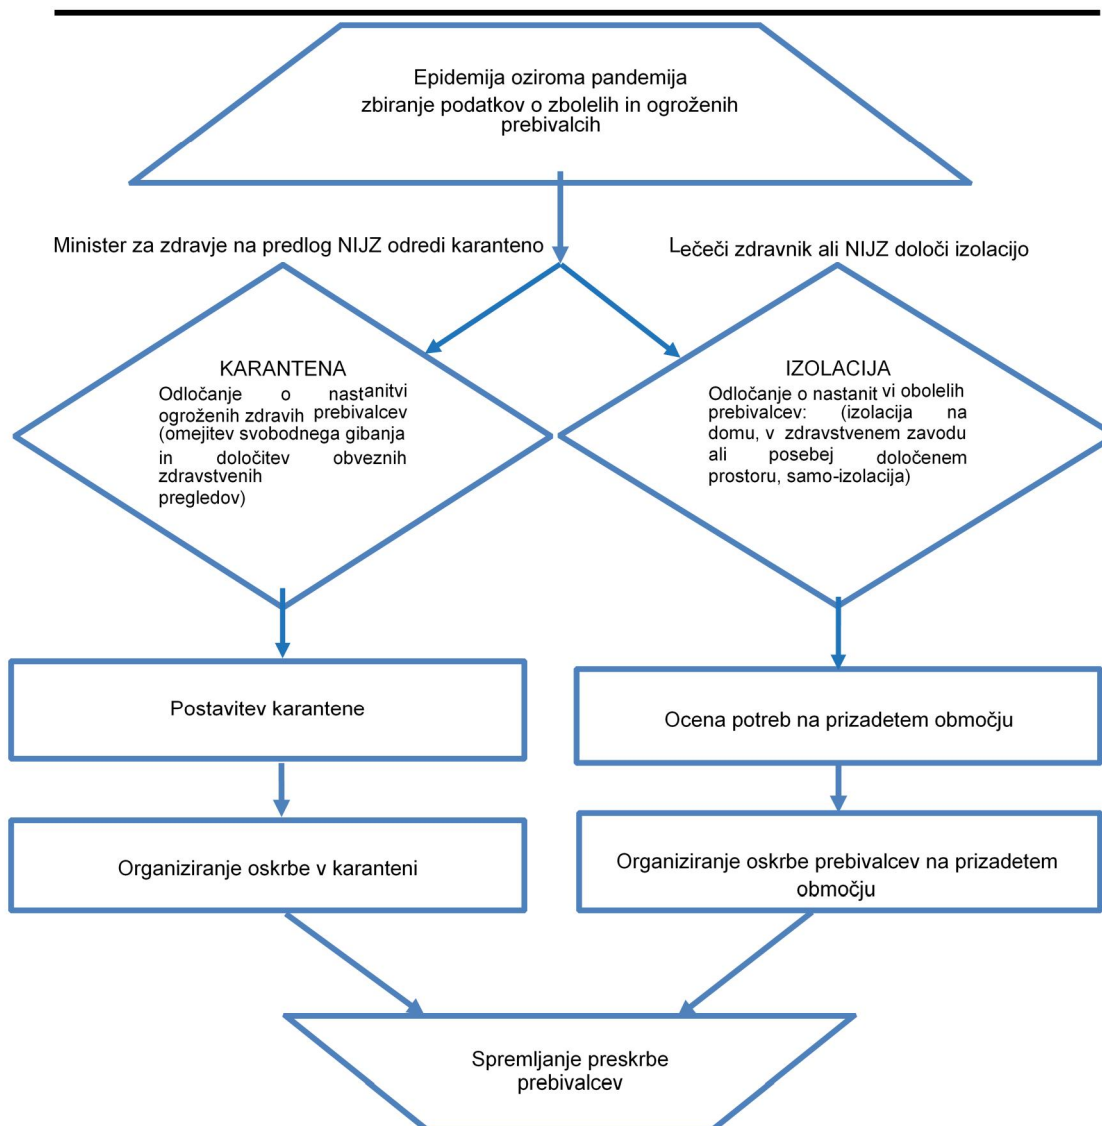 Epidemija oziroma pandemija
zbiranje podatkov o zbolelih in ogroženih
prebivalcih
Minister za zdravje na predlog NIJZ odredi karanteno
Lečeči zdravnik ali NIJZ določi izolacijo
KARANTENA
Odločanje o nastanitvi
ogroženih zdravih prebivalcev
(omejitev svobodnega gibanja
in določitev obveznih
zdravstvenih
pregledov)
IZOLACIJA
Odločanje o nastanit vi obolelih
prebivalcev: (izolacija na
domu, v zdravstvenem zavodu
ali posebej določenem
prostoru, samo-izolacija)
Postavitev karantene
Ocena potreb na prizadetem območju
Organiziranje oskrbe v karanteni
Organiziranje oskrbe prebivalcev na prizadetem
območju
Spremljanje preskrbe
prebivalcev